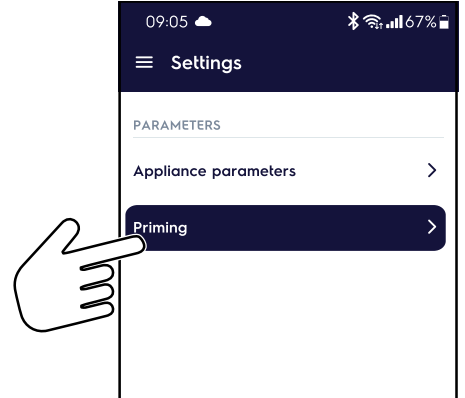 09:05 67%
Settings
PARAMETERS
Appliance parameters
Priming